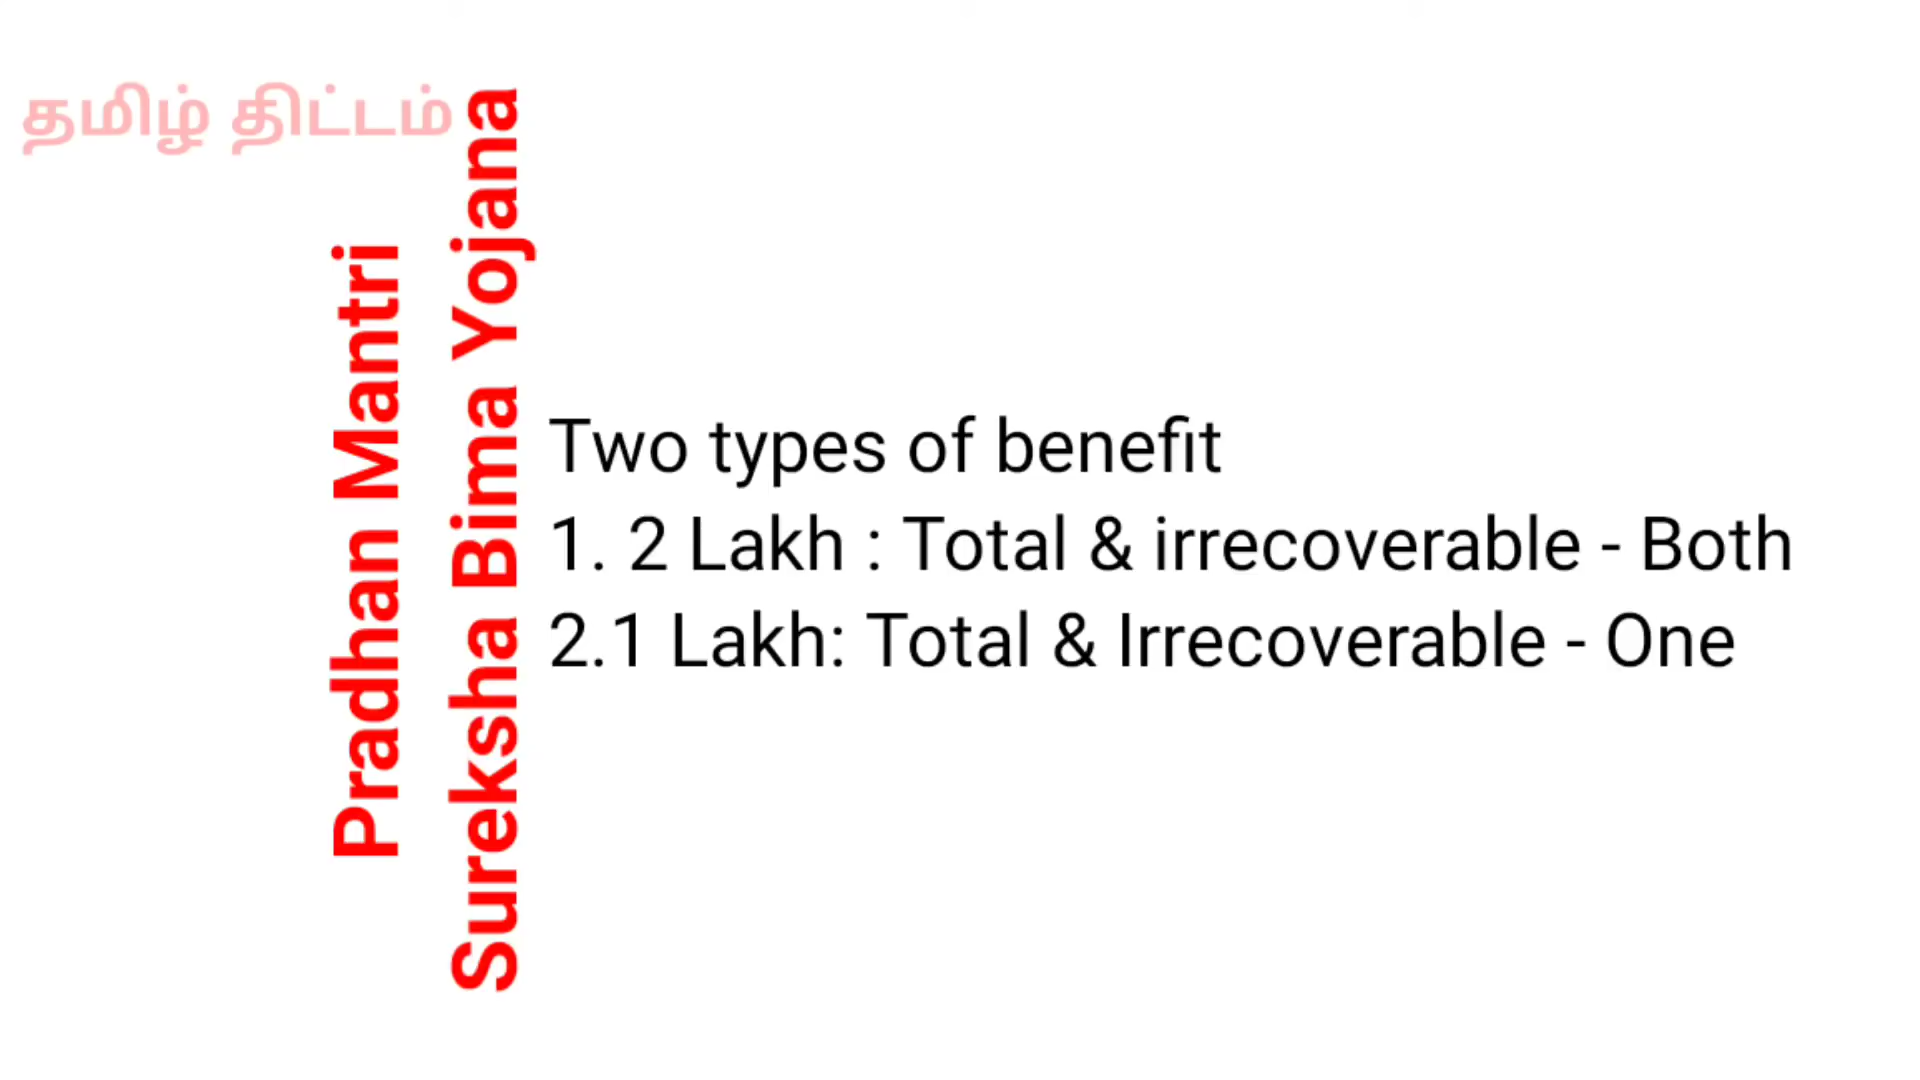 தமிழ் திட்டம்
Pradhan Mantri
Sureksha Bima Yojana
Two types of benefit
1. 2 Lakh : Total & irrecoverable - Both
2.1 Lakh: Total & Irrecoverable - One